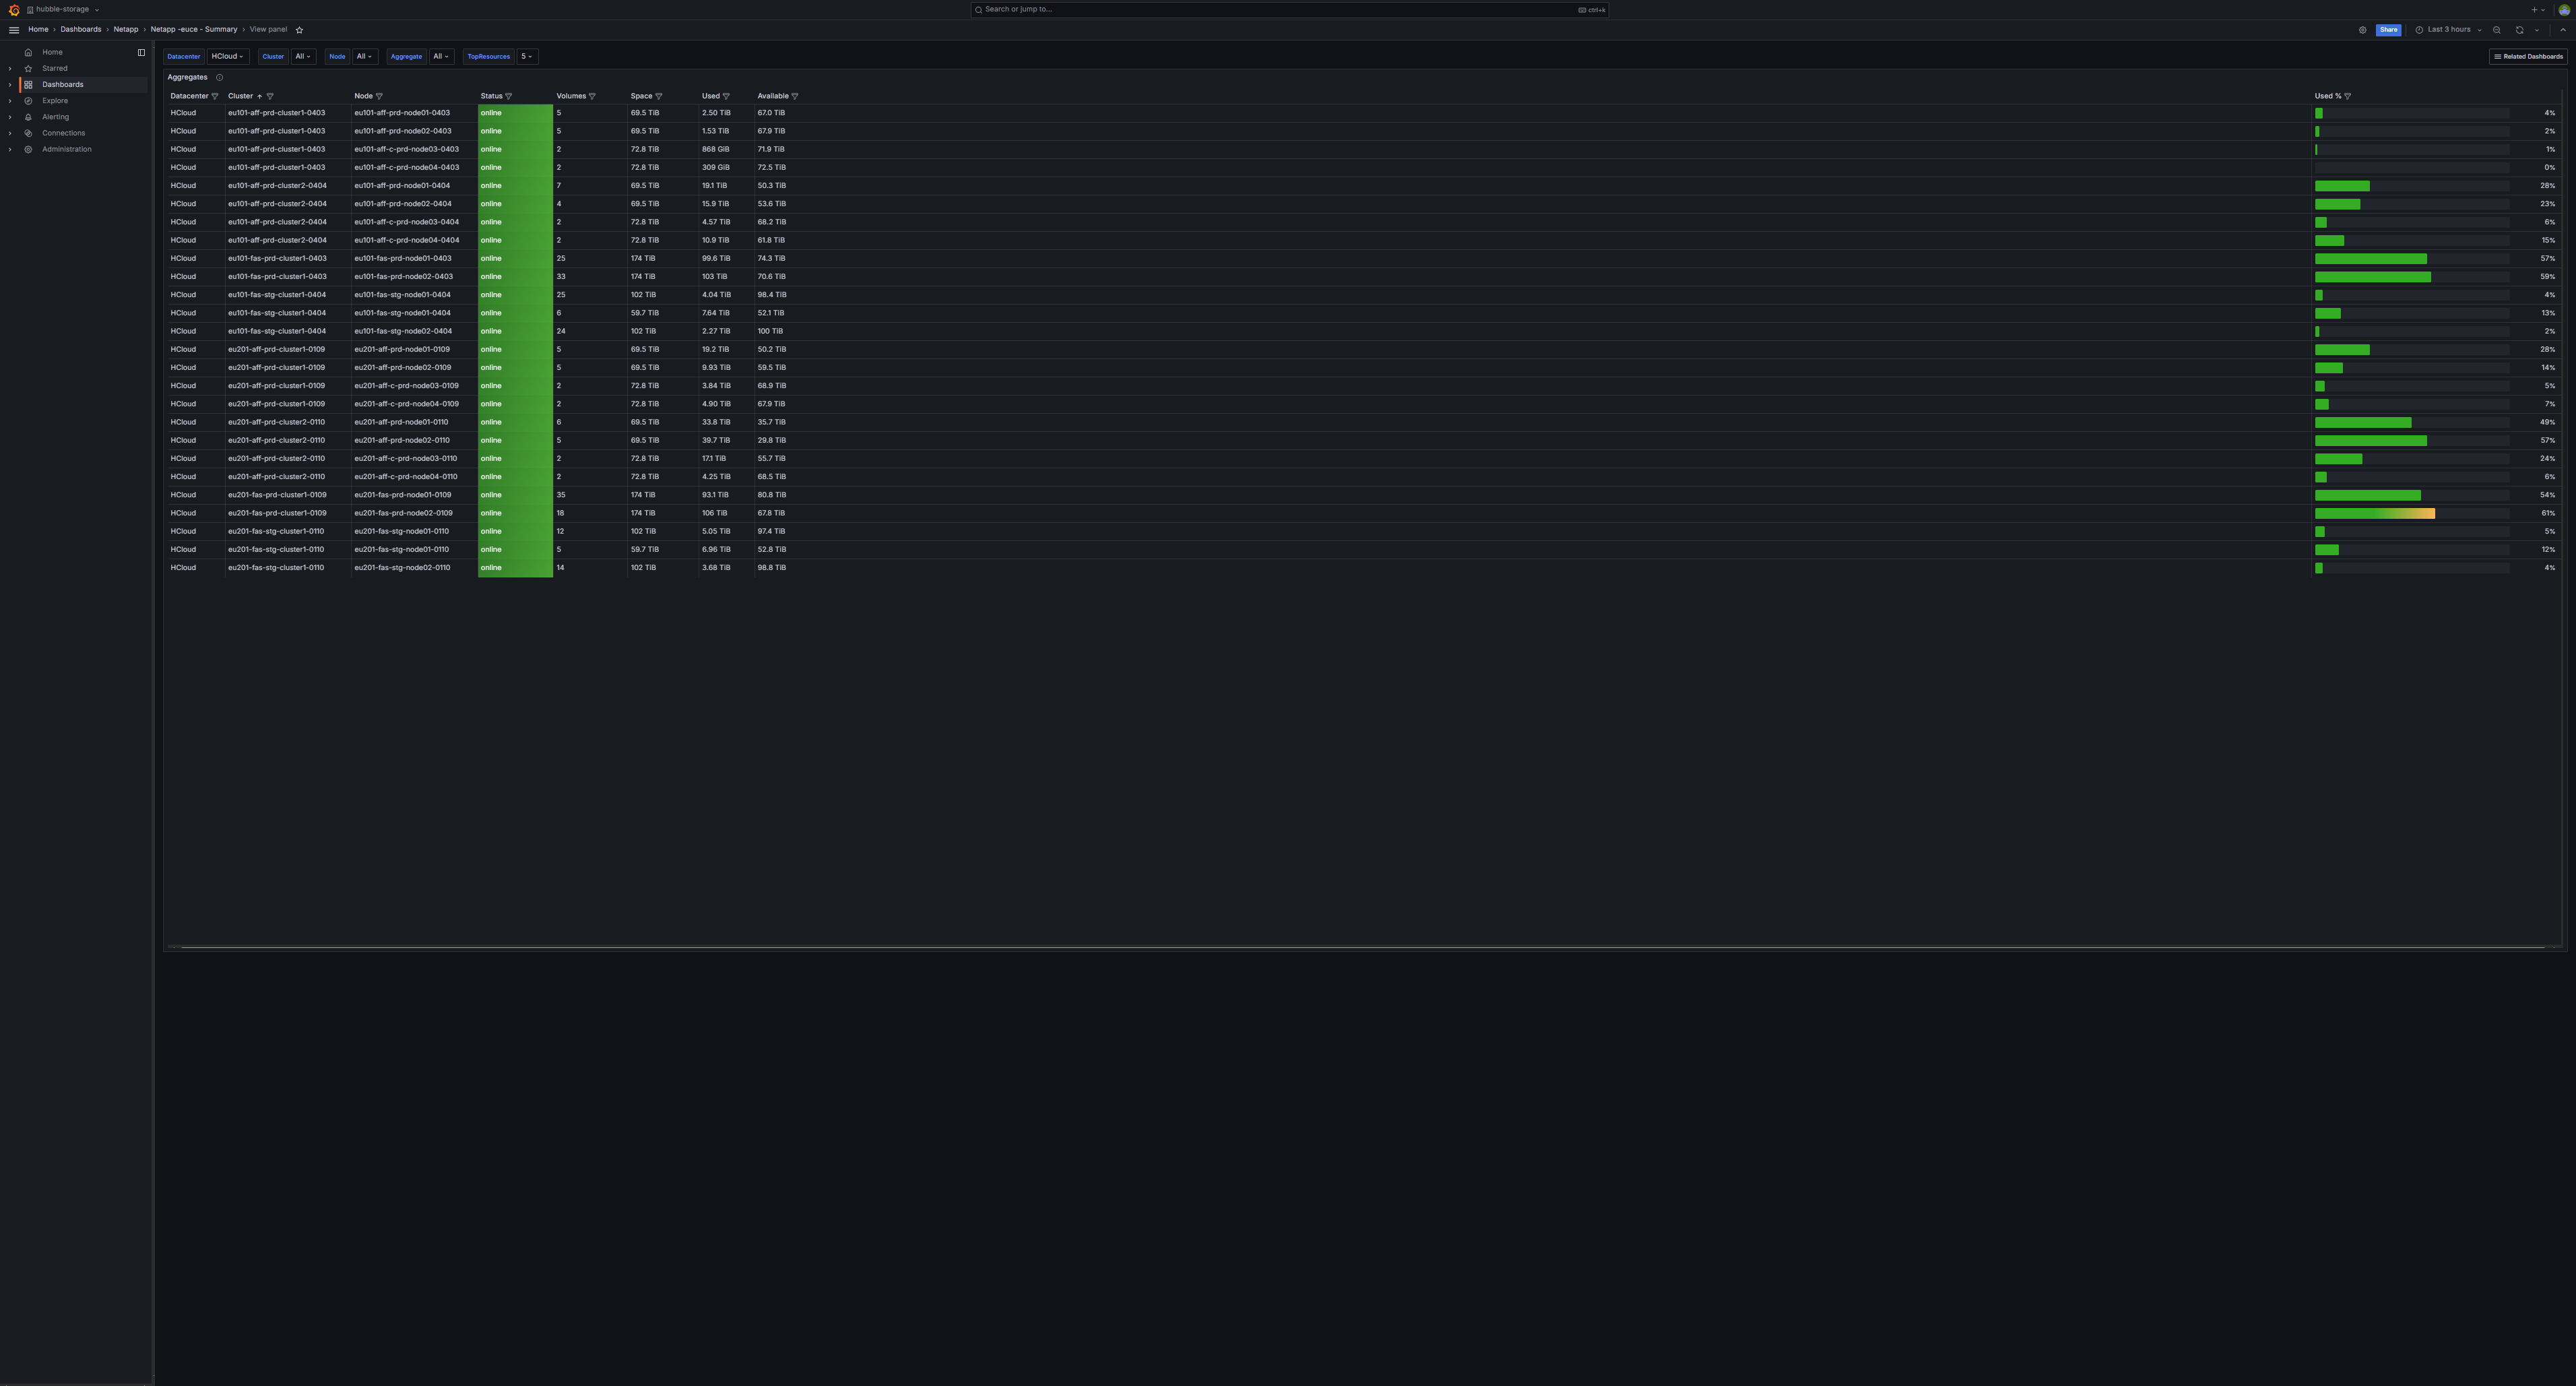 hubble-storage
Search or jump to...
ctrl+k
Home › Dashboards › Netapp › Netapp -euce - Summary › View panel
Share
Last 3 hours
Home
Starred
Dashboards
Explore
Alerting
Connections
Administration
Datacenter HCloud Cluster All Node All Aggregate All TopResources 5
Related Dashboards
Aggregates
Datacenter Cluster Node Status Volumes Space Used Available Used %
HCloud eu101-aff-prd-cluster1-0403 eu101-aff-prd-node01-0403 online 5 69.5 TiB 2.50 TiB 67.0 TiB 4%
HCloud eu101-aff-prd-cluster1-0403 eu101-aff-prd-node02-0403 online 5 69.5 TiB 1.53 TiB 67.9 TiB 2%
HCloud eu101-aff-prd-cluster1-0403 eu101-aff-c-prd-node03-0403 online 2 72.8 TiB 868 GiB 71.9 TiB 1%
HCloud eu101-aff-prd-cluster1-0403 eu101-aff-c-prd-node04-0403 online 2 72.8 TiB 309 GiB 72.5 TiB 0%
HCloud eu101-aff-prd-cluster2-0404 eu101-aff-prd-node01-0404 online 7 69.5 TiB 19.1 TiB 50.3 TiB 28%
HCloud eu101-aff-prd-cluster2-0404 eu101-aff-prd-node02-0404 online 4 69.5 TiB 15.9 TiB 53.6 TiB 23%
HCloud eu101-aff-prd-cluster2-0404 eu101-aff-c-prd-node03-0404 online 2 72.8 TiB 4.57 TiB 68.2 TiB 6%
HCloud eu101-aff-prd-cluster2-0404 eu101-aff-c-prd-node04-0404 online 2 72.8 TiB 10.9 TiB 61.8 TiB 15%
HCloud eu101-fas-prd-cluster1-0403 eu101-fas-prd-node01-0403 online 25 174 TiB 99.6 TiB 74.3 TiB 57%
HCloud eu101-fas-prd-cluster1-0403 eu101-fas-prd-node02-0403 online 33 174 TiB 103 TiB 70.6 TiB 59%
HCloud eu101-fas-stg-cluster1-0404 eu101-fas-stg-node01-0404 online 25 102 TiB 4.04 TiB 98.4 TiB 4%
HCloud eu101-fas-stg-cluster1-0404 eu101-fas-stg-node01-0404 online 6 59.7 TiB 7.64 TiB 52.1 TiB 13%
HCloud eu101-fas-stg-cluster1-0404 eu101-fas-stg-node02-0404 online 24 102 TiB 2.27 TiB 100 TiB 2%
HCloud eu201-aff-prd-cluster1-0109 eu201-aff-prd-node01-0109 online 5 69.5 TiB 19.2 TiB 50.2 TiB 28%
HCloud eu201-aff-prd-cluster1-0109 eu201-aff-prd-node02-0109 online 5 69.5 TiB 9.93 TiB 59.5 TiB 14%
HCloud eu201-aff-prd-cluster1-0109 eu201-aff-c-prd-node03-0109 online 2 72.8 TiB 3.84 TiB 68.9 TiB 5%
HCloud eu201-aff-prd-cluster1-0109 eu201-aff-c-prd-node04-0109 online 2 72.8 TiB 4.90 TiB 67.9 TiB 7%
HCloud eu201-aff-prd-cluster2-0110 eu201-aff-prd-node01-0110 online 6 69.5 TiB 33.8 TiB 35.7 TiB 49%
HCloud eu201-aff-prd-cluster2-0110 eu201-aff-prd-node02-0110 online 5 69.5 TiB 39.7 TiB 29.8 TiB 57%
HCloud eu201-aff-prd-cluster2-0110 eu201-aff-c-prd-node03-0110 online 2 72.8 TiB 17.1 TiB 55.7 TiB 24%
HCloud eu201-aff-prd-cluster2-0110 eu201-aff-c-prd-node04-0110 online 2 72.8 TiB 4.25 TiB 68.5 TiB 6%
HCloud eu201-fas-prd-cluster1-0109 eu201-fas-prd-node01-0109 online 35 174 TiB 93.1 TiB 80.8 TiB 54%
HCloud eu201-fas-prd-cluster1-0109 eu201-fas-prd-node02-0109 online 18 174 TiB 106 TiB 67.8 TiB 61%
HCloud eu201-fas-stg-cluster1-0110 eu201-fas-stg-node01-0110 online 12 102 TiB 5.05 TiB 97.4 TiB 5%
HCloud eu201-fas-stg-cluster1-0110 eu201-fas-stg-node01-0110 online 5 59.7 TiB 6.96 TiB 52.8 TiB 12%
HCloud eu201-fas-stg-cluster1-0110 eu201-fas-stg-node02-0110 online 14 102 TiB 3.68 TiB 98.8 TiB 4%